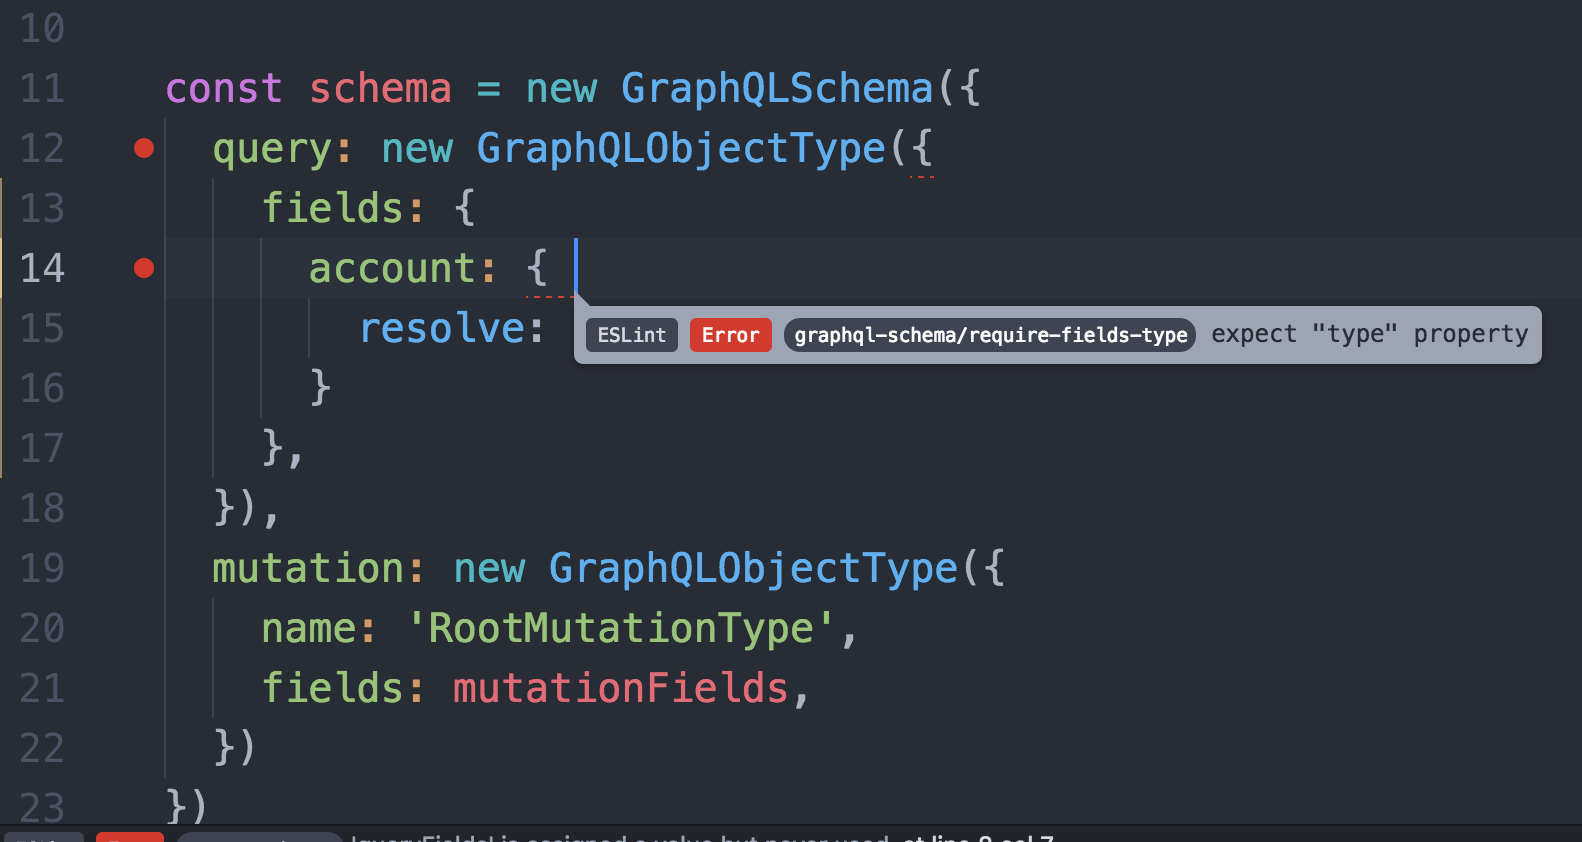 10
11 const schema = new GraphQLSchema({
12 query: new GraphQLObjectType({
13 fields: {
14 account: {
15 resolve:
ESLint Error graphql-schema/require-fields-type expect "type" property
16 }
17 },
18 }),
19 mutation: new GraphQLObjectType({
20 name: 'RootMutationType',
21 fields: mutationFields,
22 })
23 })
'queryFields' is assigned a value but never used. at line 8 col 7